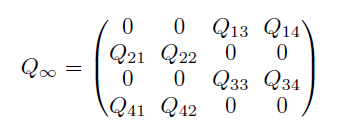 0 0 Q13 Q14
Q21 Q22 0 0
Q∞ =
0 0 Q33 Q34
Q41 Q42 0 0